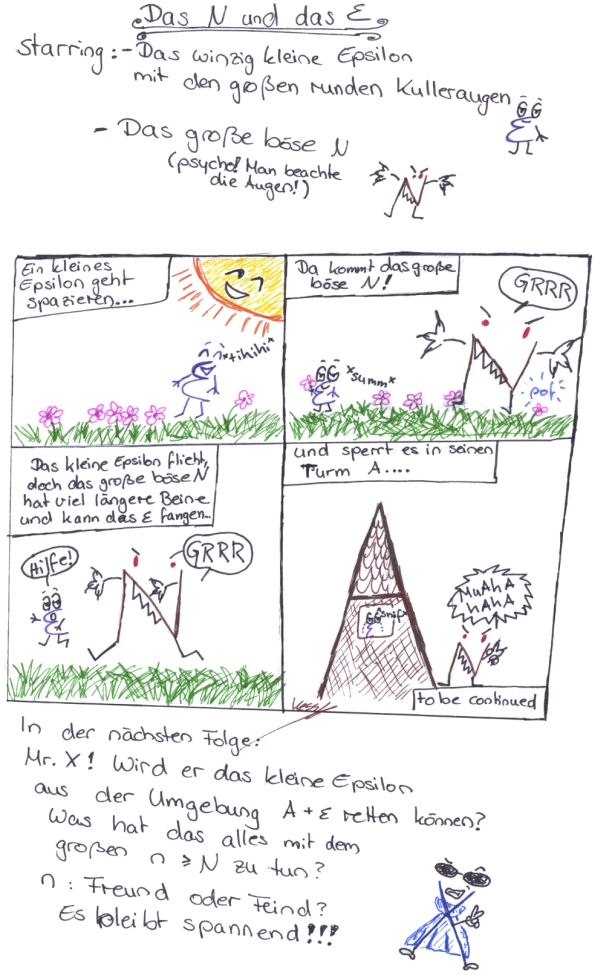 Das N und das ε
Starring: - Das winzig kleine Epsilon
mit den großen runden Kulleraugen
- Das große böse N
(psycho! Man beachte
die Augen!)
Ein kleines
Epsilon geht
spazieren...
*tihihi*
Da kommt das große
böse N!
GRRR
*summ*
pof.
Das kleine Epsilon flieht,
doch das große böse N
hat viel längere Beine
und kann das ε fangen...
Hilfe!
GRRR
und sperrt es in seinen
Turm A....
*snif*
MuAhA
hAhA
to be continued
In der nächsten Folge:
Mr. X! Wird er das kleine Epsilon
aus der Umgebung A + ε retten können?
Was hat das alles mit dem
großen n ≥ N zu tun?
n: Freund oder Feind?
Es bleibt spannend!!!